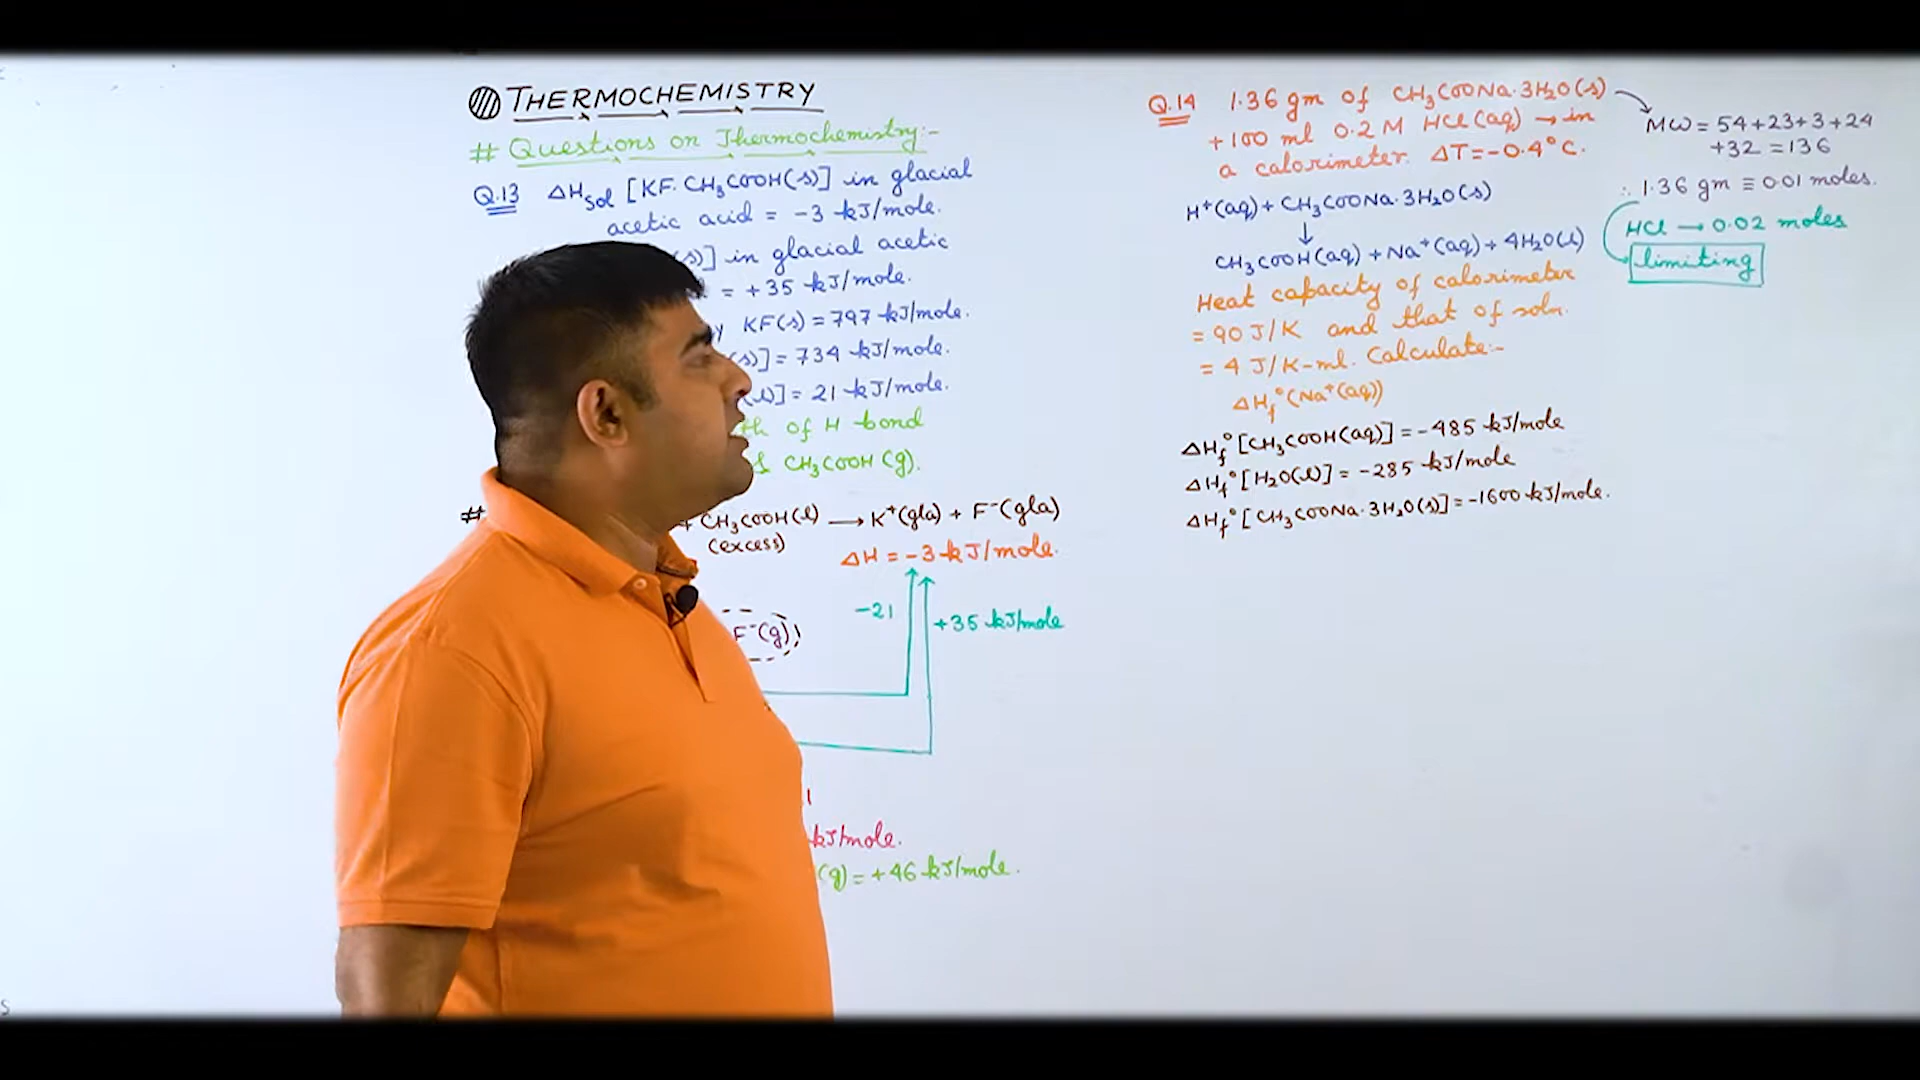 THERMOCHEMISTRY
# Questions on Thermochemistry:-
Q.13 ΔHsol [KF.CH₃COOH(s)] in glacial
acetic acid = -3 kJ/mole.
(s)] in glacial acetic
= +35 kJ/mole.
y KF(s) = 797 kJ/mole.
(s)] = 734 kJ/mole.
(l)] = 21 kJ/mole.
th of H bond
& CH₃COOH(g).
#
+ CH₃COOH(l) → K⁺(gla) + F⁻(gla)
(excess)
ΔH = -3 kJ/mole.
-21
+35 kJ/mole
F⁻(g)
1
kJ/mole.
(g) = +46 kJ/mole.
Q.14 1.36 gm of CH₃COONa.3H₂O(s)
+100 ml 0.2 M HCl(aq) → in
a calorimeter. ΔT = -0.4°C.
H⁺(aq) + CH₃COONa.3H₂O(s)
↓
CH₃COOH(aq) + Na⁺(aq) + 4H₂O(l)
Heat capacity of calorimeter
= 90 J/K and that of soln.
= 4 J/K-ml. Calculate:-
ΔHf°(Na⁺(aq))
ΔHf°[CH₃COOH(aq)] = -485 kJ/mole
ΔHf°[H₂O(l)] = -285 kJ/mole
ΔHf°[CH₃COONa.3H₂O(s)] = -1600 kJ/mole.
MW = 54+23+3+24
+32 = 136
∴ 1.36 gm ≡ 0.01 moles.
HCl → 0.02 moles
limiting
S